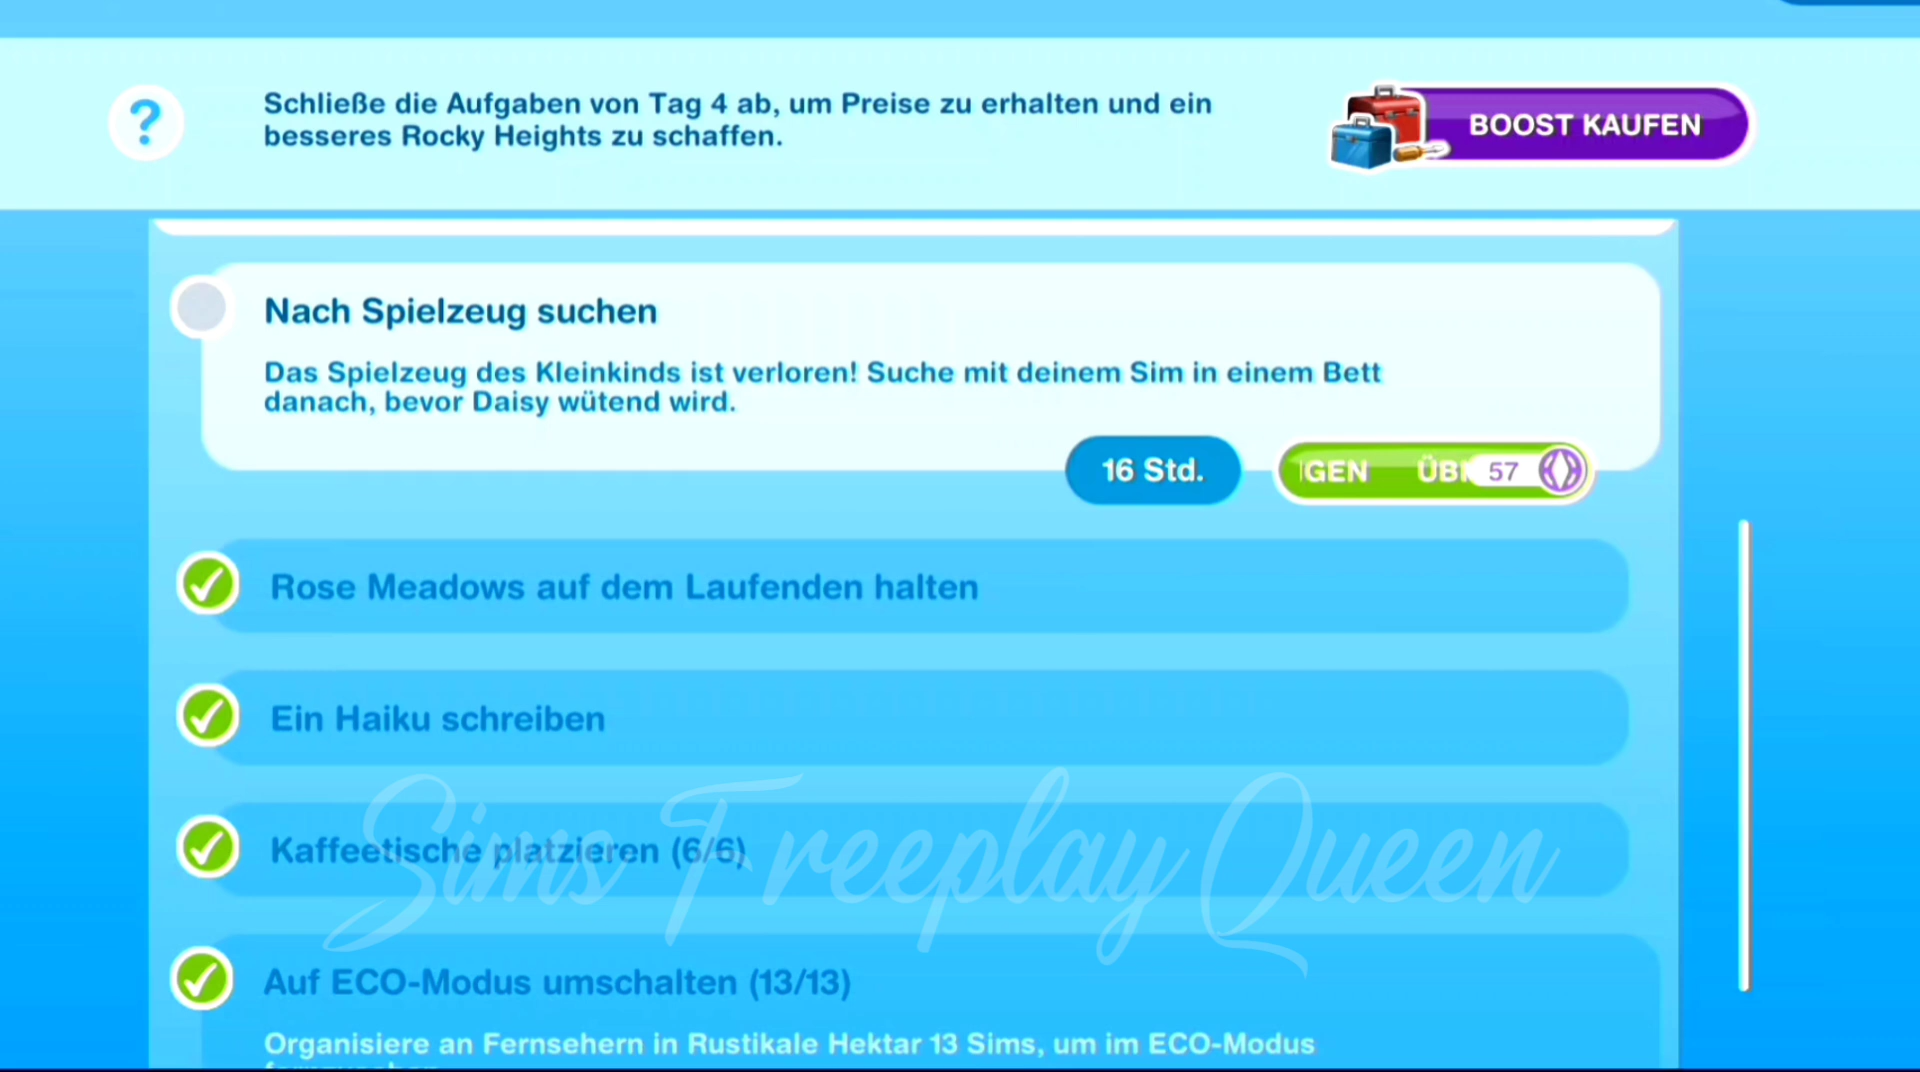 ?
Schließe die Aufgaben von Tag 4 ab, um Preise zu erhalten und ein
besseres Rocky Heights zu schaffen.
BOOST KAUFEN
Nach Spielzeug suchen
Das Spielzeug des Kleinkinds ist verloren! Suche mit deinem Sim in einem Bett
danach, bevor Daisy wütend wird.
16 Std.
IGEN ÜBI 57
Rose Meadows auf dem Laufenden halten
Ein Haiku schreiben
Kaffeetische platzieren (6/6)
Sims Freeplay Queen
Auf ECO-Modus umschalten (13/13)
Organisiere an Fernsehern in Rustikale Hektar 13 Sims, um im ECO-Modus